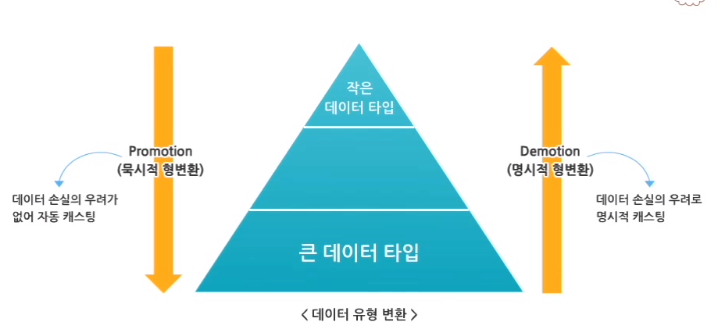 작은
데이터 타입
Promotion
(묵시적 형변환)
Demotion
(명시적 형변환)
데이터 손실의 우려가
없어 자동 캐스팅
데이터 손실의 우려로
명시적 캐스팅
큰 데이터 타입
< 데이터 유형 변환 >